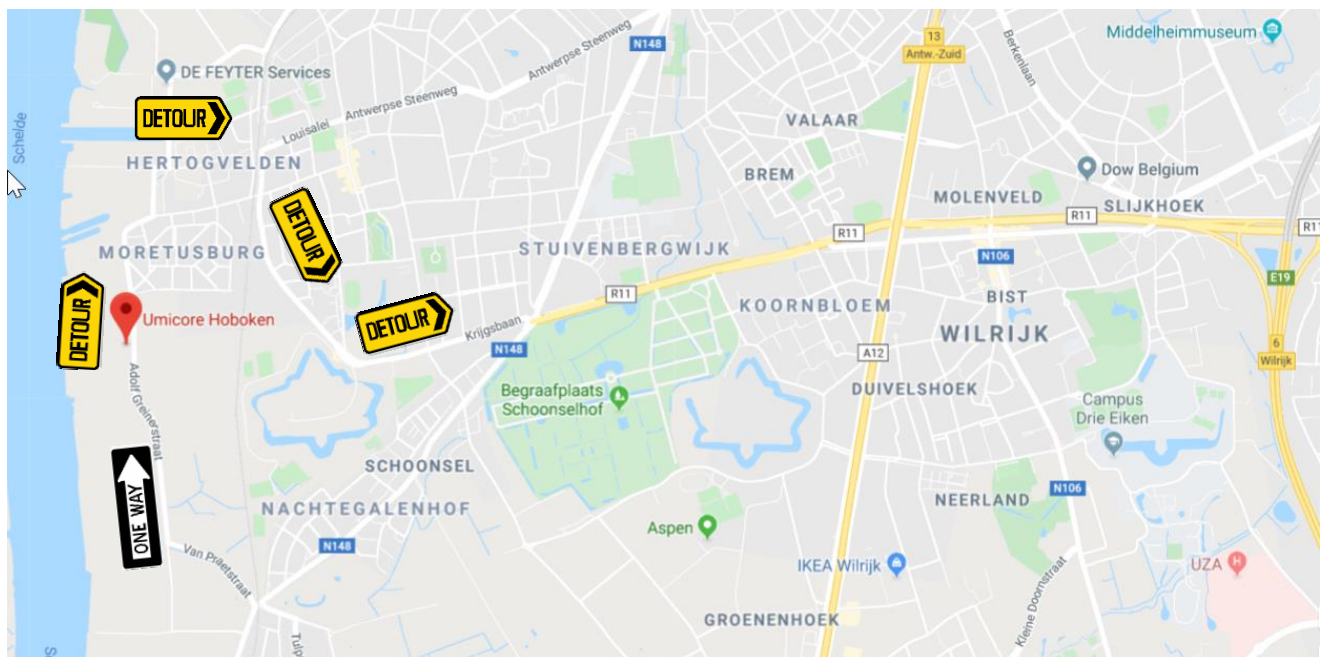 Middelheimmuseum
N148
13
Antw.-Zuid
Berkenlaan
DE FEYTER Services
Antwerpse Steenweg
Antwerpse Steenweg
DETOUR
Louisalei
VALAAR
Schelde
HERTOGVELDEN
BREM
Dow Belgium
MOLENVELD
SLIJKHOEK
R11
R11
R11
DETOUR
MORETUSBURG
STUIVENBERGWIJK
N106
E19
R11
BIST
DETOUR
Umicore Hoboken
DETOUR
Krijgsbaan
KOORNBLOEM
WILRIJK
N148
A12
6
Wilrijk
Adolf Greinerstraat
Begraafplaats
Schoonselhof
DUIVELSHOEK
Campus
Drie Eiken
SCHOONSEL
ONE WAY
NACHTEGALENHOF
NEERLAND
N106
Aspen
N148
Van Praetstraat
IKEA Wilrijk
UZA
H
Kleine Doornstraat
GROENENHOEK
Tulp